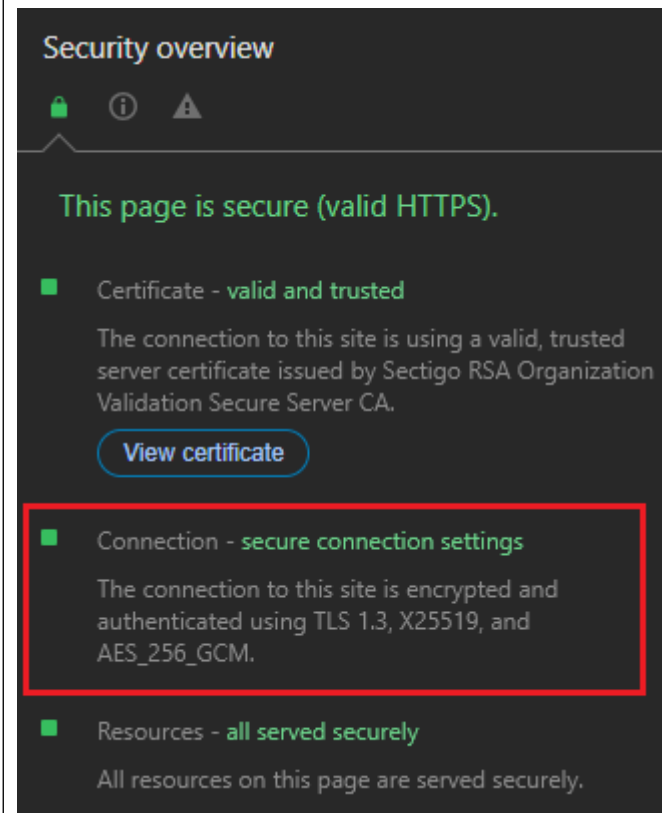 Security overview
This page is secure (valid HTTPS).
Certificate - valid and trusted
The connection to this site is using a valid, trusted
server certificate issued by Sectigo RSA Organization
Validation Secure Server CA.
View certificate
Connection - secure connection settings
The connection to this site is encrypted and
authenticated using TLS 1.3, X25519, and
AES_256_GCM.
Resources - all served securely
All resources on this page are served securely.